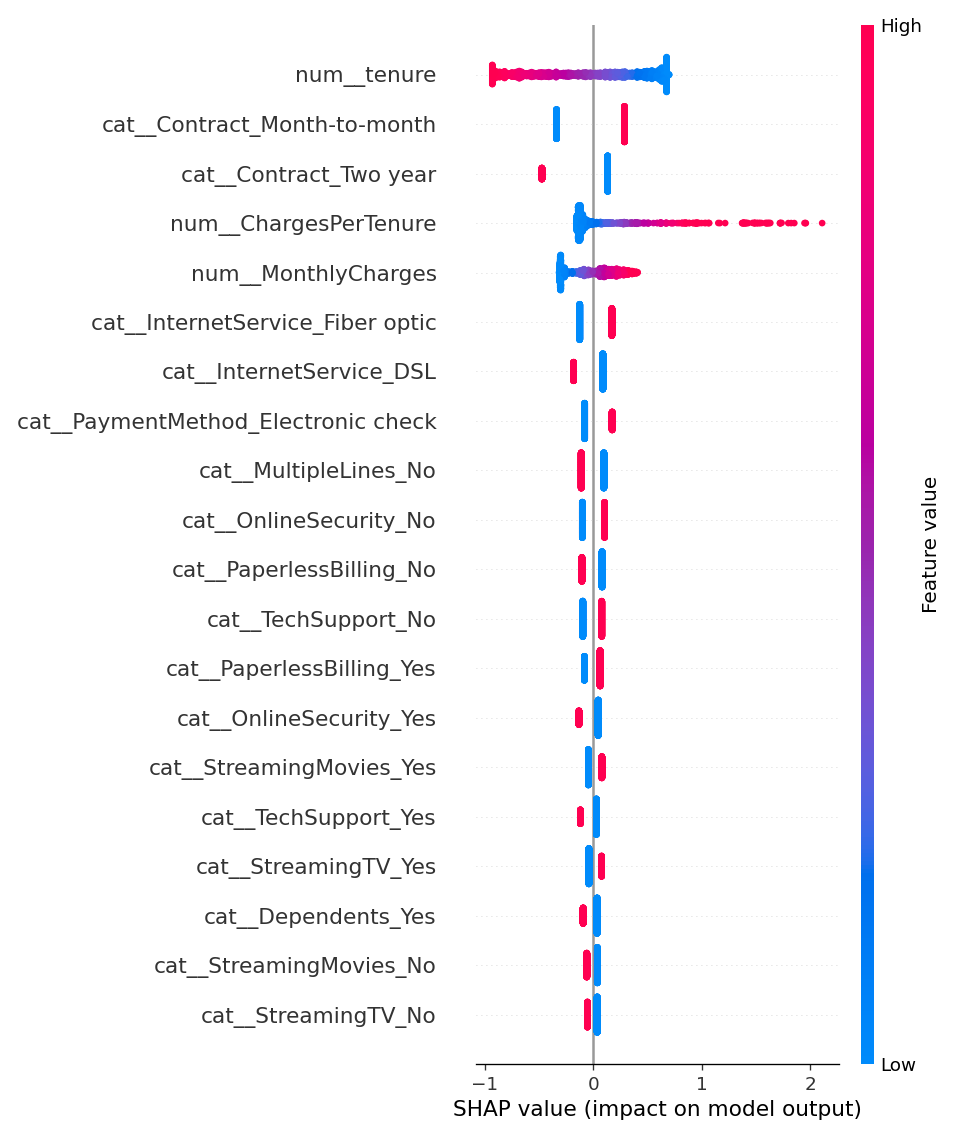 High
num__tenure
cat__Contract_Month-to-month
cat__Contract_Two year
num__ChargesPerTenure
num__MonthlyCharges
cat__InternetService_Fiber optic
cat__InternetService_DSL
cat__PaymentMethod_Electronic check
cat__MultipleLines_No
cat__OnlineSecurity_No
cat__PaperlessBilling_No
cat__TechSupport_No
cat__PaperlessBilling_Yes
cat__OnlineSecurity_Yes
cat__StreamingMovies_Yes
cat__TechSupport_Yes
cat__StreamingTV_Yes
cat__Dependents_Yes
cat__StreamingMovies_No
cat__StreamingTV_No
Feature value
Low
−1 0 1 2
SHAP value (impact on model output)